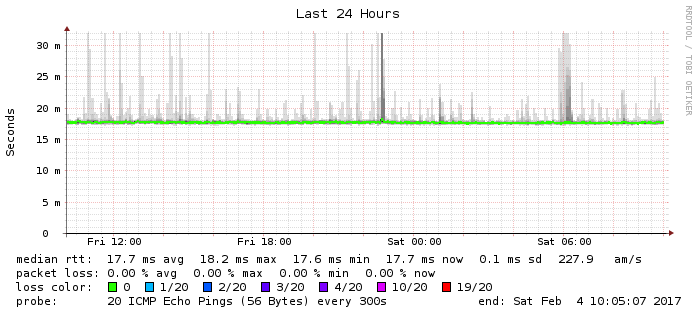 Last 24 Hours
RRDTOOL / TOBI OETIKER
Seconds
30 m
25 m
20 m
15 m
10 m
5 m
0
Fri 12:00 Fri 18:00 Sat 00:00 Sat 06:00
median rtt: 17.7 ms avg 18.2 ms max 17.6 ms min 17.7 ms now 0.1 ms sd 227.9 am/s
packet loss: 0.00 % avg 0.00 % max 0.00 % min 0.00 % now
loss color: 0 1/20 2/20 3/20 4/20 10/20 19/20
probe: 20 ICMP Echo Pings (56 Bytes) every 300s end: Sat Feb 4 10:05:07 2017